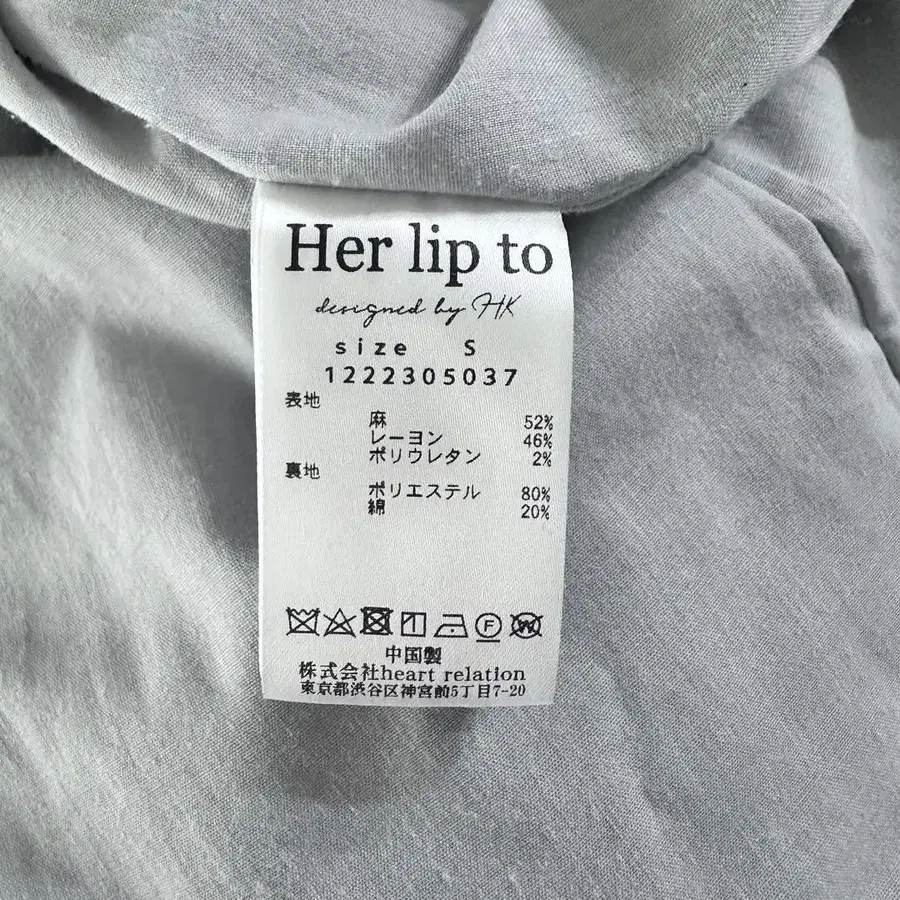 Her lip to
designed by HK
size S
1222305037
表地
麻 52%
レーヨン 46%
ポリウレタン 2%
裏地
ポリエステル 80%
綿 20%
F
W
中国製
株式会社heart relation
東京都渋谷区神宮前5丁目7-20